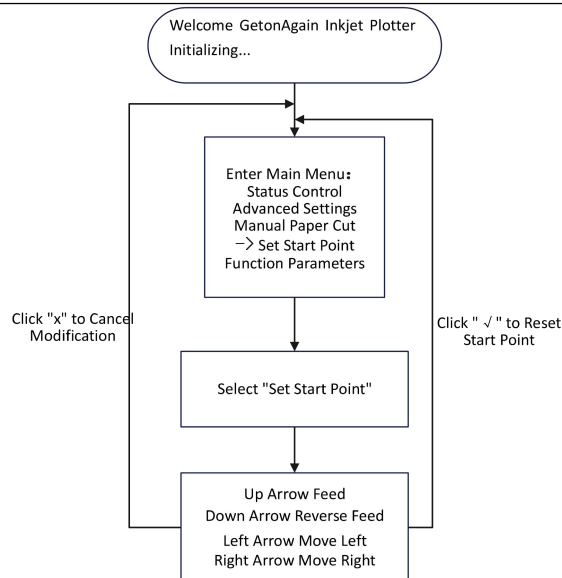 Welcome GetonAgain Inkjet Plotter
Initializing...
Enter Main Menu:
Status Control
Advanced Settings
Manual Paper Cut
–> Set Start Point
Function Parameters
Click "x" to Cancel
Modification
Click " √ " to Reset
Start Point
Select "Set Start Point"
Up Arrow Feed
Down Arrow Reverse Feed
Left Arrow Move Left
Right Arrow Move Right